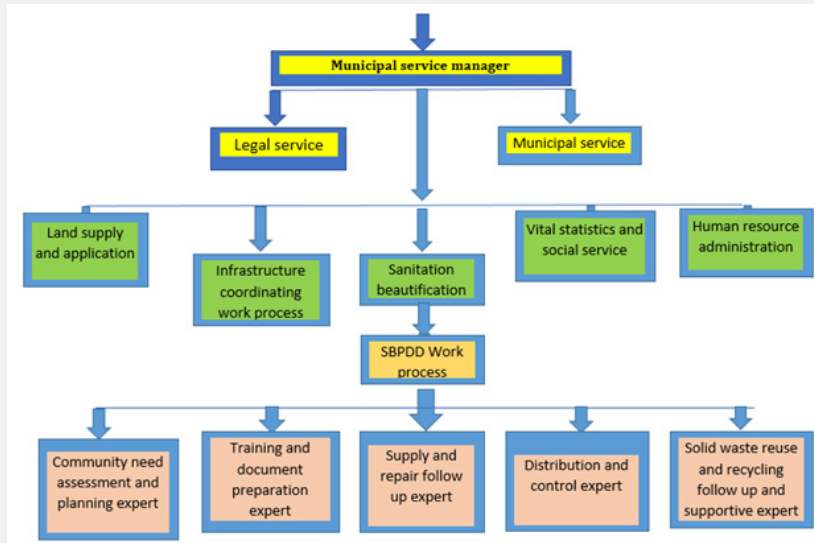 Municipal service manager
Legal service
Municipal service
Land supply
and application
Infrastructure
coordinating
work process
Sanitation
beautification
Vital statistics and
social service
Human resource
administration
SBPDD Work
process
Community need
assessment and
planning expert
Training and
document
preparation
expert
Supply and
repair follow
up expert
Distribution and
control expert
Solid waste reuse
and recycling
follow up and
supportive expert